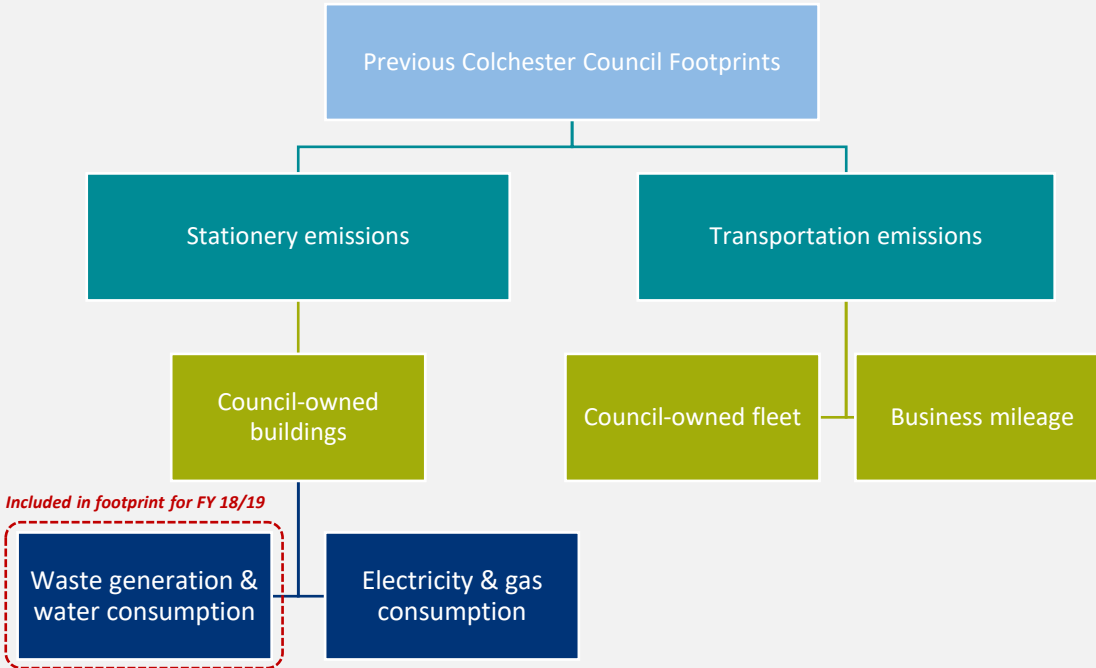 Previous Colchester Council Footprints
Stationery emissions
Transportation emissions
Council-owned
buildings
Council-owned fleet
Business mileage
Included in footprint for FY 18/19
Waste generation &
water consumption
Electricity & gas
consumption